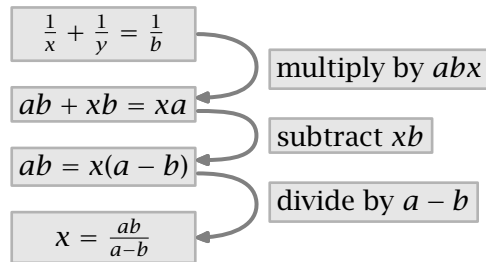 1/x + 1/y = 1/b
multiply by abx
ab + xb = xa
subtract xb
ab = x(a − b)
divide by a − b
x = ab/a−b